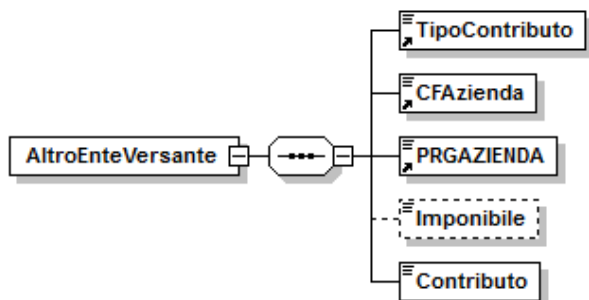 TipoContributo
CFAzienda
AltroEnteVersante
PRGAZIENDA
Imponibile
Contributo